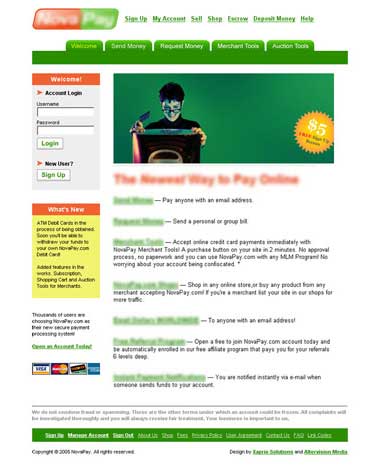 Nova Pay
Sign Up My Account Sell Shop Escrow Deposit Money Help
Welcome Send Money Request Money Merchant Tools Auction Tools
Welcome!
Account Login
Username
Password
Login
New User?
Sign Up
$5
FREE Sign Up
Bonus
The Newest Way to Pay Online
Send Money — Pay anyone with an email address.
Request Money — Send a personal or group bill.
What's New
ATM Debit Cards in the
process of being obtained.
Soon you'll be able to
withdraw your funds to
your own NovaPay.com
Debit Card!
Added features in the
works. Subscription,
Shopping Cart and Auction
Tools for Merchants.
Merchant Tools — Accept online credit card payments immediately with
NovaPay Merchant Tools! A purchase button on your site in 2 minutes. No approval
process, no paperwork and you can use NovaPay.com with any MLM Program! No
worrying about your account being confiscated. *
NovaPay.com Shops — Shop in any online store,or buy any product from any
merchant accepting NovaPay.com! If you're a merchant list your site in our shops for
more traffic.
Thousands of users are
choosing NovaPay.com as
their new secure payment
processing system!
Open an Account Today!
Email Dollars WORLDWIDE — To anyone with an email address!
Free Referral Program — Open a free to join NovaPay.com account today and
be automatically enrolled in our free affiliate program that pays you for your referrals
6 levels deep.
VISA
Instant Payment Notifications — You are notified instantly via e-mail when
someone sends funds to your account.
We do not condone fraud or spamming. These are the other terms under which an account could be frozen. All complaints will
be investigated thoroughly and you will always receive fair treatment. Your business is important to us.
Sign Up Manage Account Sign Out About Us Shop Fees Privacy Policy User Agreement Contact Us FAQ Link Codes
Copyright © 2005 NovaPay. All rights reserved. Design by Eaprio Solutions and Altervision Media